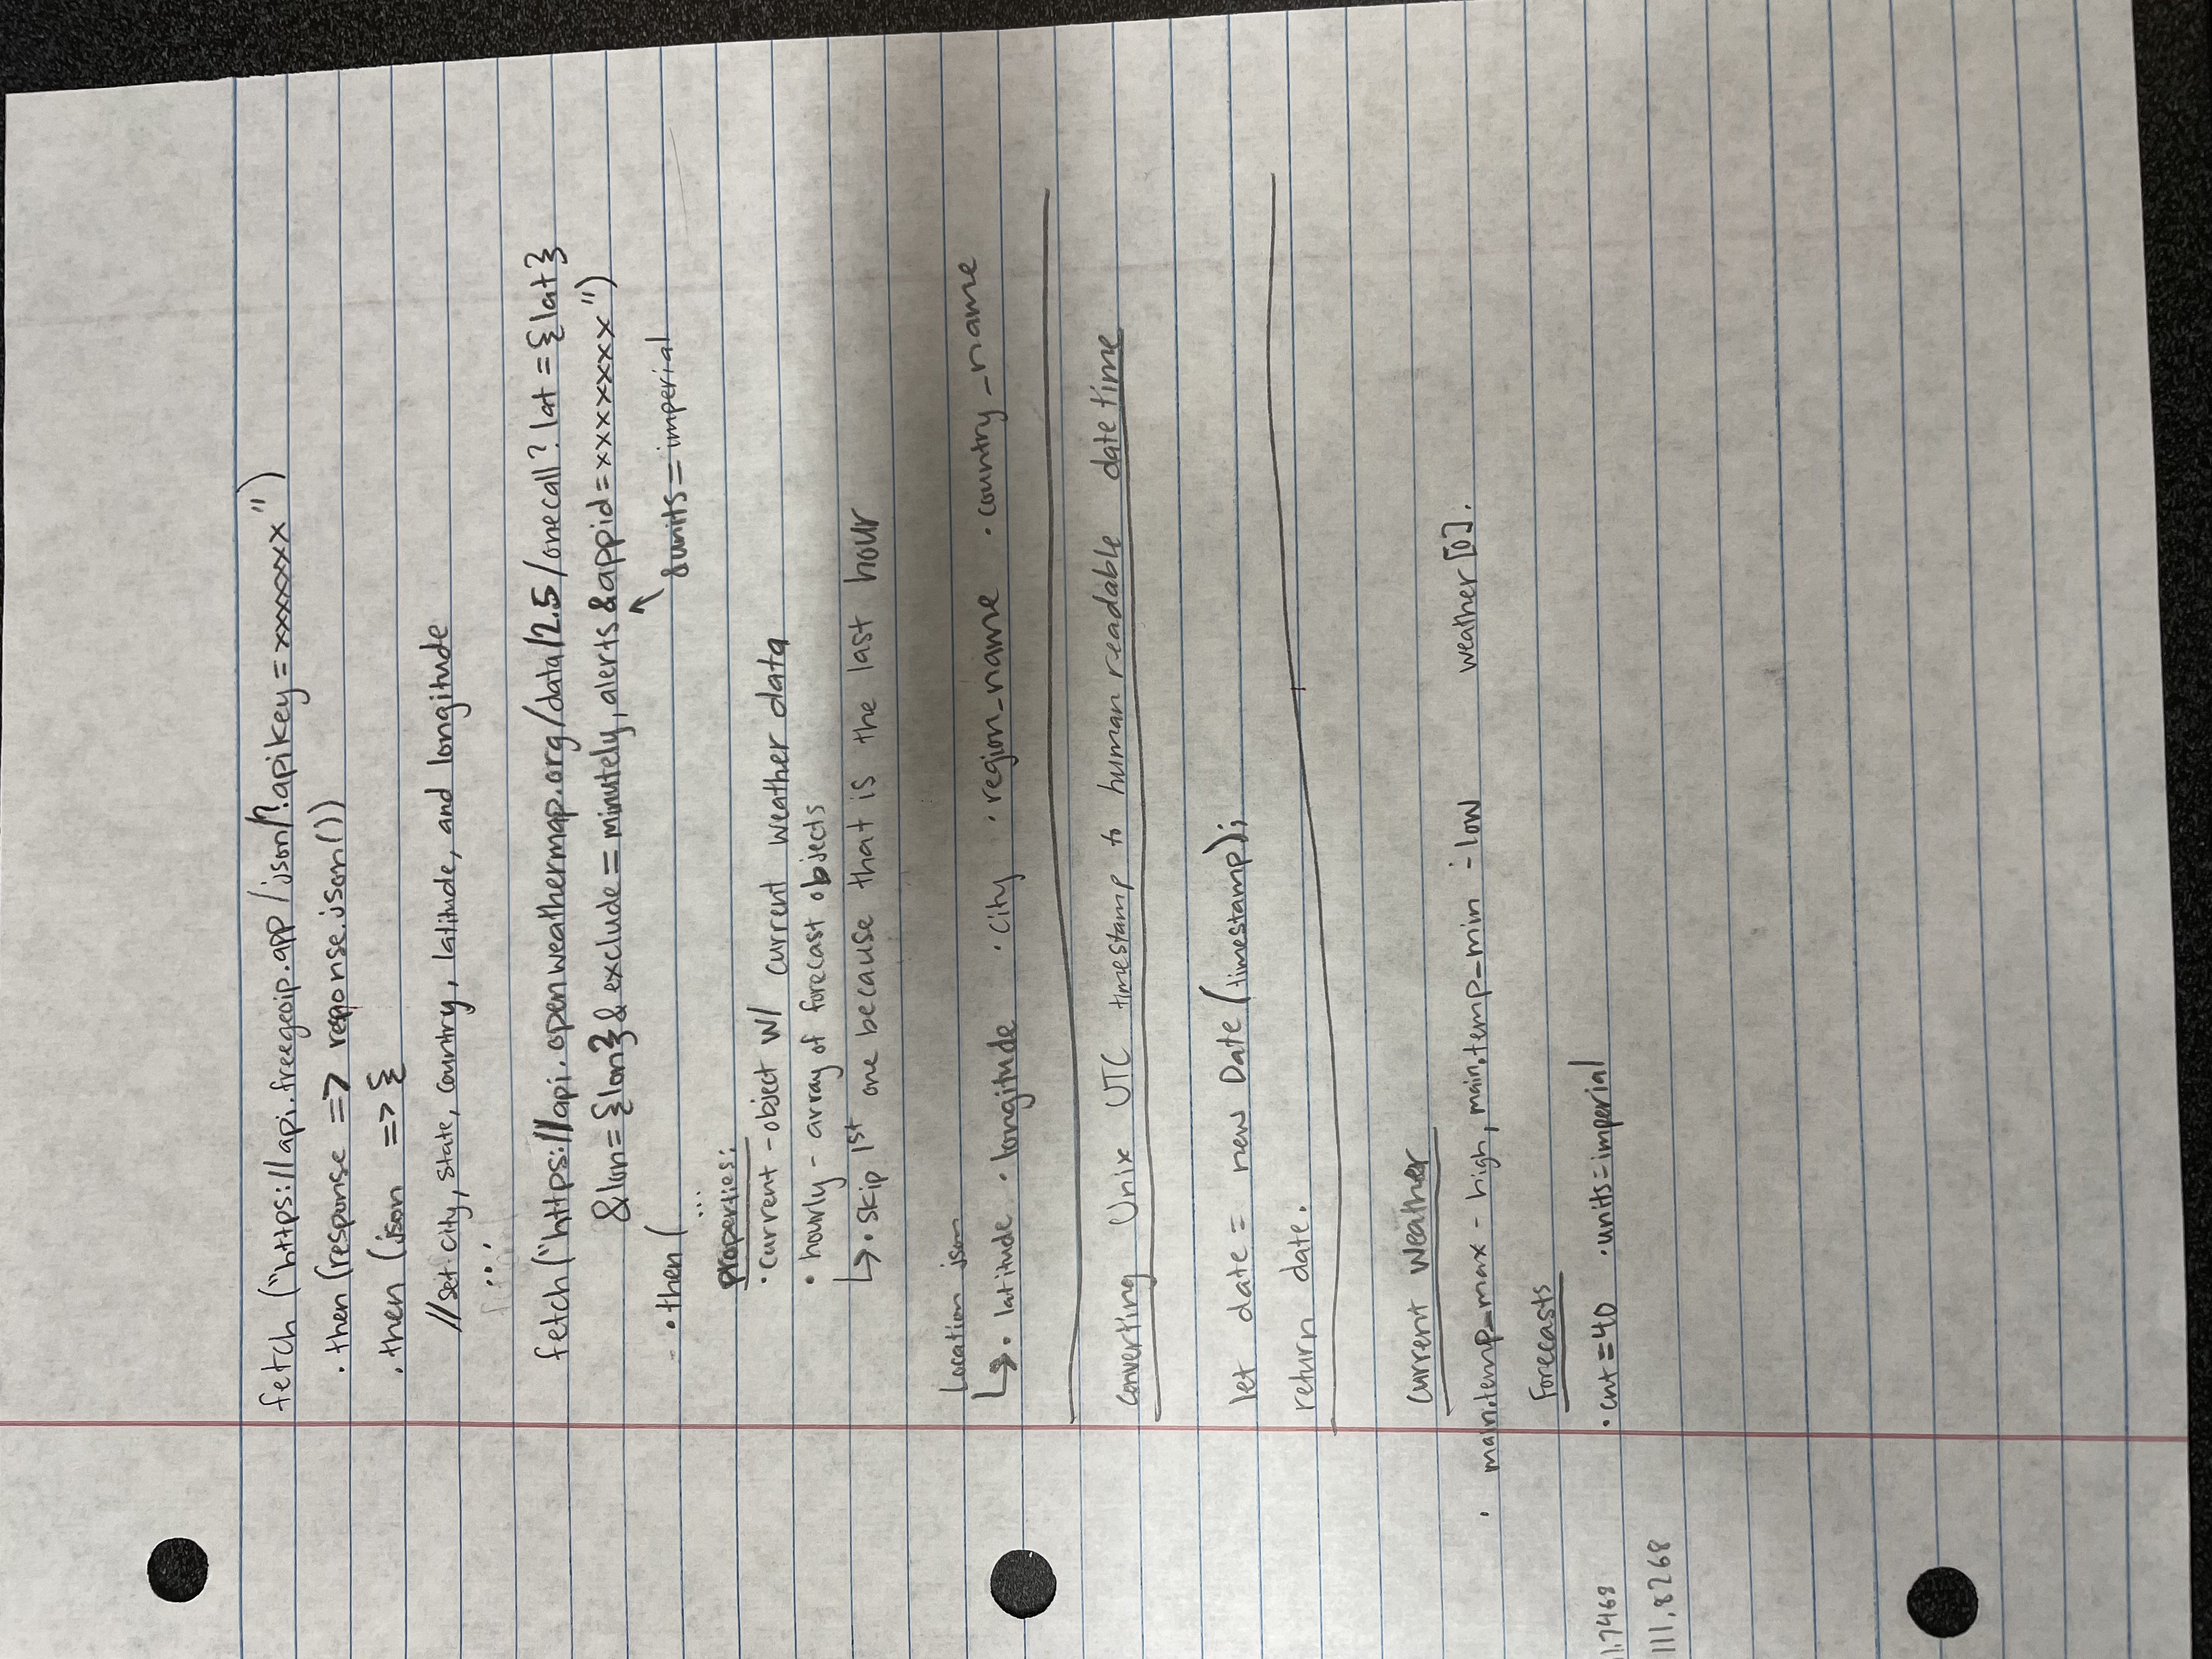 fetch ("https://api.freegeoip.app/json/?apikey=xxxxxxx")
.then (response => reponse.json())
.then (json => {
//set city, state, country, latitude, and longitude
...
fetch ("https://api.openweathermap.org/data/2.5/onecall?lat={lat}
&lon={lon}&exclude=minutely,alerts &appid=xxxxxxx")
&units=imperial
.then (
...
properties:
• current - object w/ current weather data
• hourly - array of forecast objects
↳ • skip 1st one because that is the last hour
Location json
↳ • latitude • longitude • city • region_name • country_name
converting Unix UTC timestamp to human readable date time
let date = new Date (timestamp);
return date.
Current Weather
• main.temp_max - high, main.temp_min - low weather[0].
Forecasts
• cnt=40 • units=imperial
1.7468
111.8268